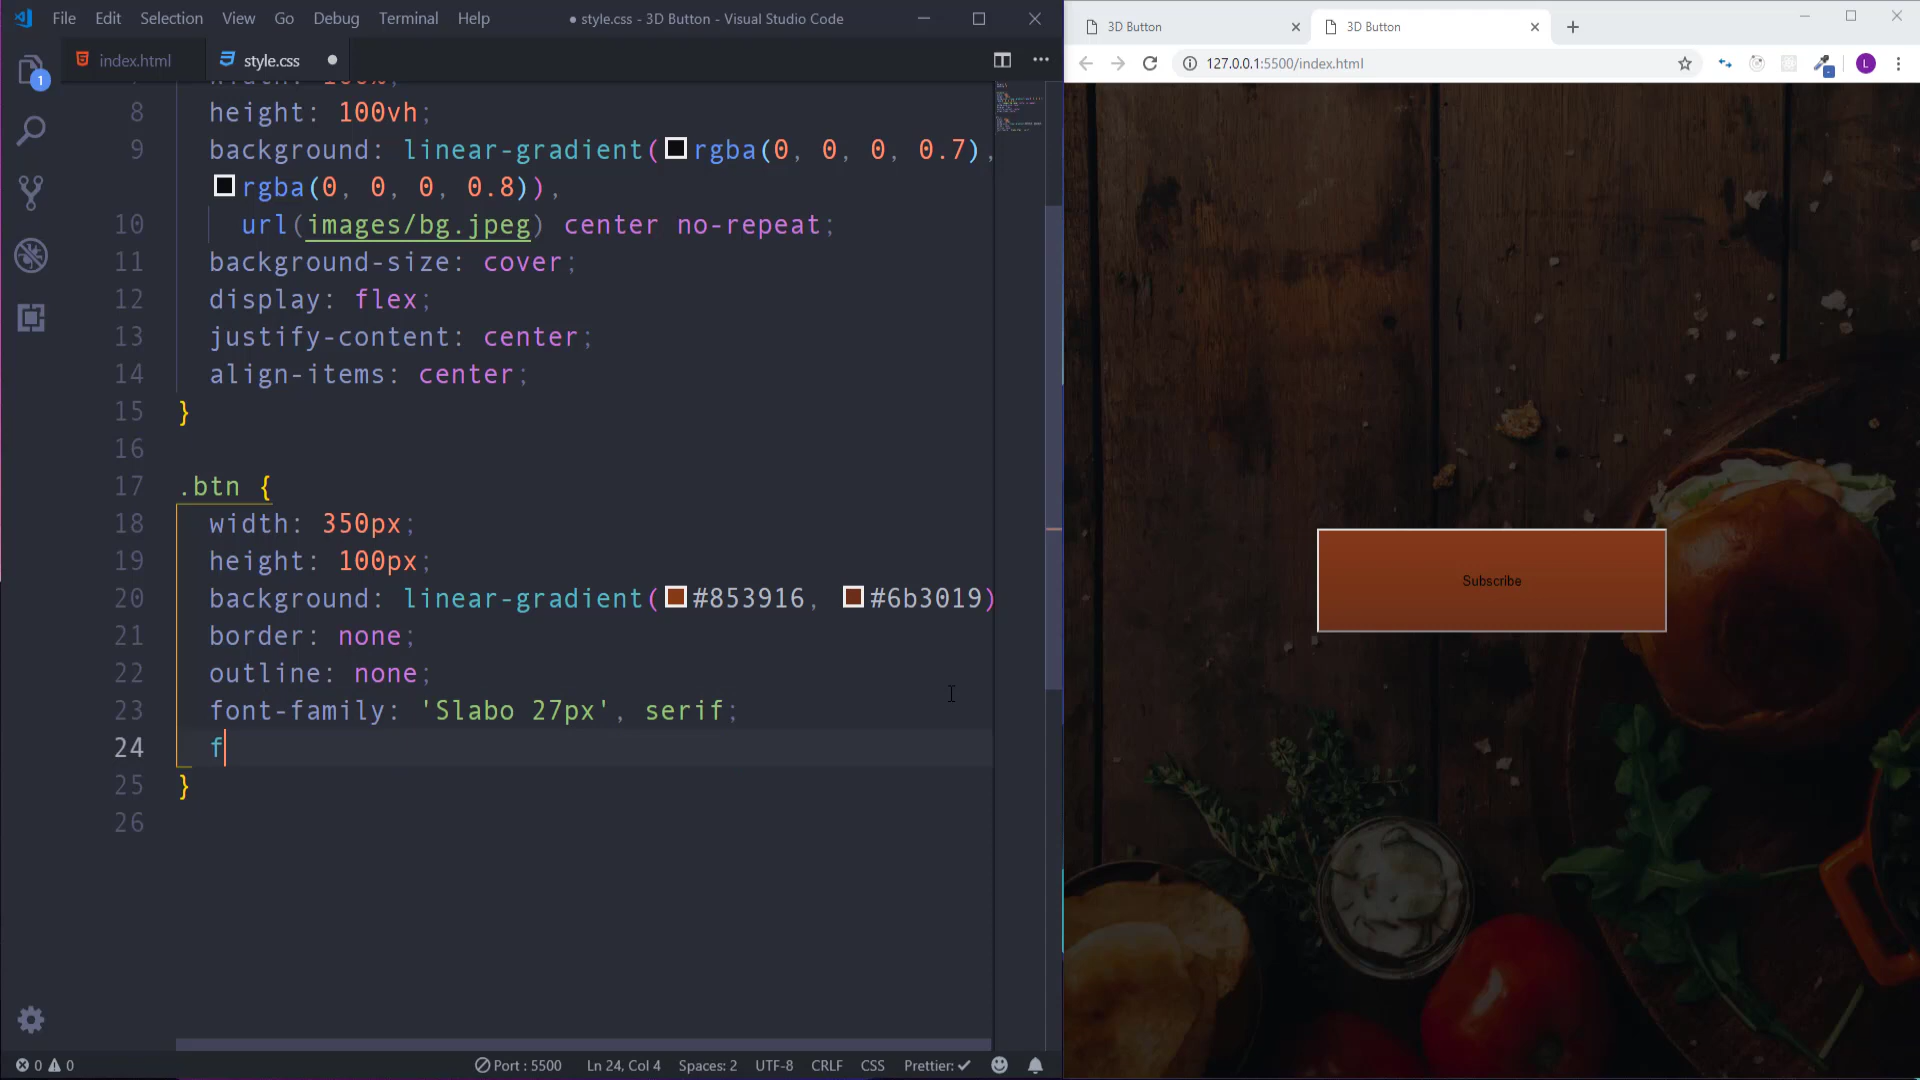 File Edit Selection View Go Debug Terminal Help
● style.css - 3D Button - Visual Studio Code
index.html style.css
1
8 height: 100vh;
9 background: linear-gradient(rgba(0, 0, 0, 0.7),
rgba(0, 0, 0, 0.8)),
10 url(images/bg.jpeg) center no-repeat;
11 background-size: cover;
12 display: flex;
13 justify-content: center;
14 align-items: center;
15 }
16
17 .btn {
18 width: 350px;
19 height: 100px;
20 background: linear-gradient(#853916, #6b3019)
21 border: none;
22 outline: none;
23 font-family: 'Slabo 27px', serif;
24 f
25 }
26
0 0 Port : 5500 Ln 24, Col 4 Spaces: 2 UTF-8 CRLF CSS Prettier: ✓
3D Button 3D Button
127.0.0.1:5500/index.html
L
Subscribe